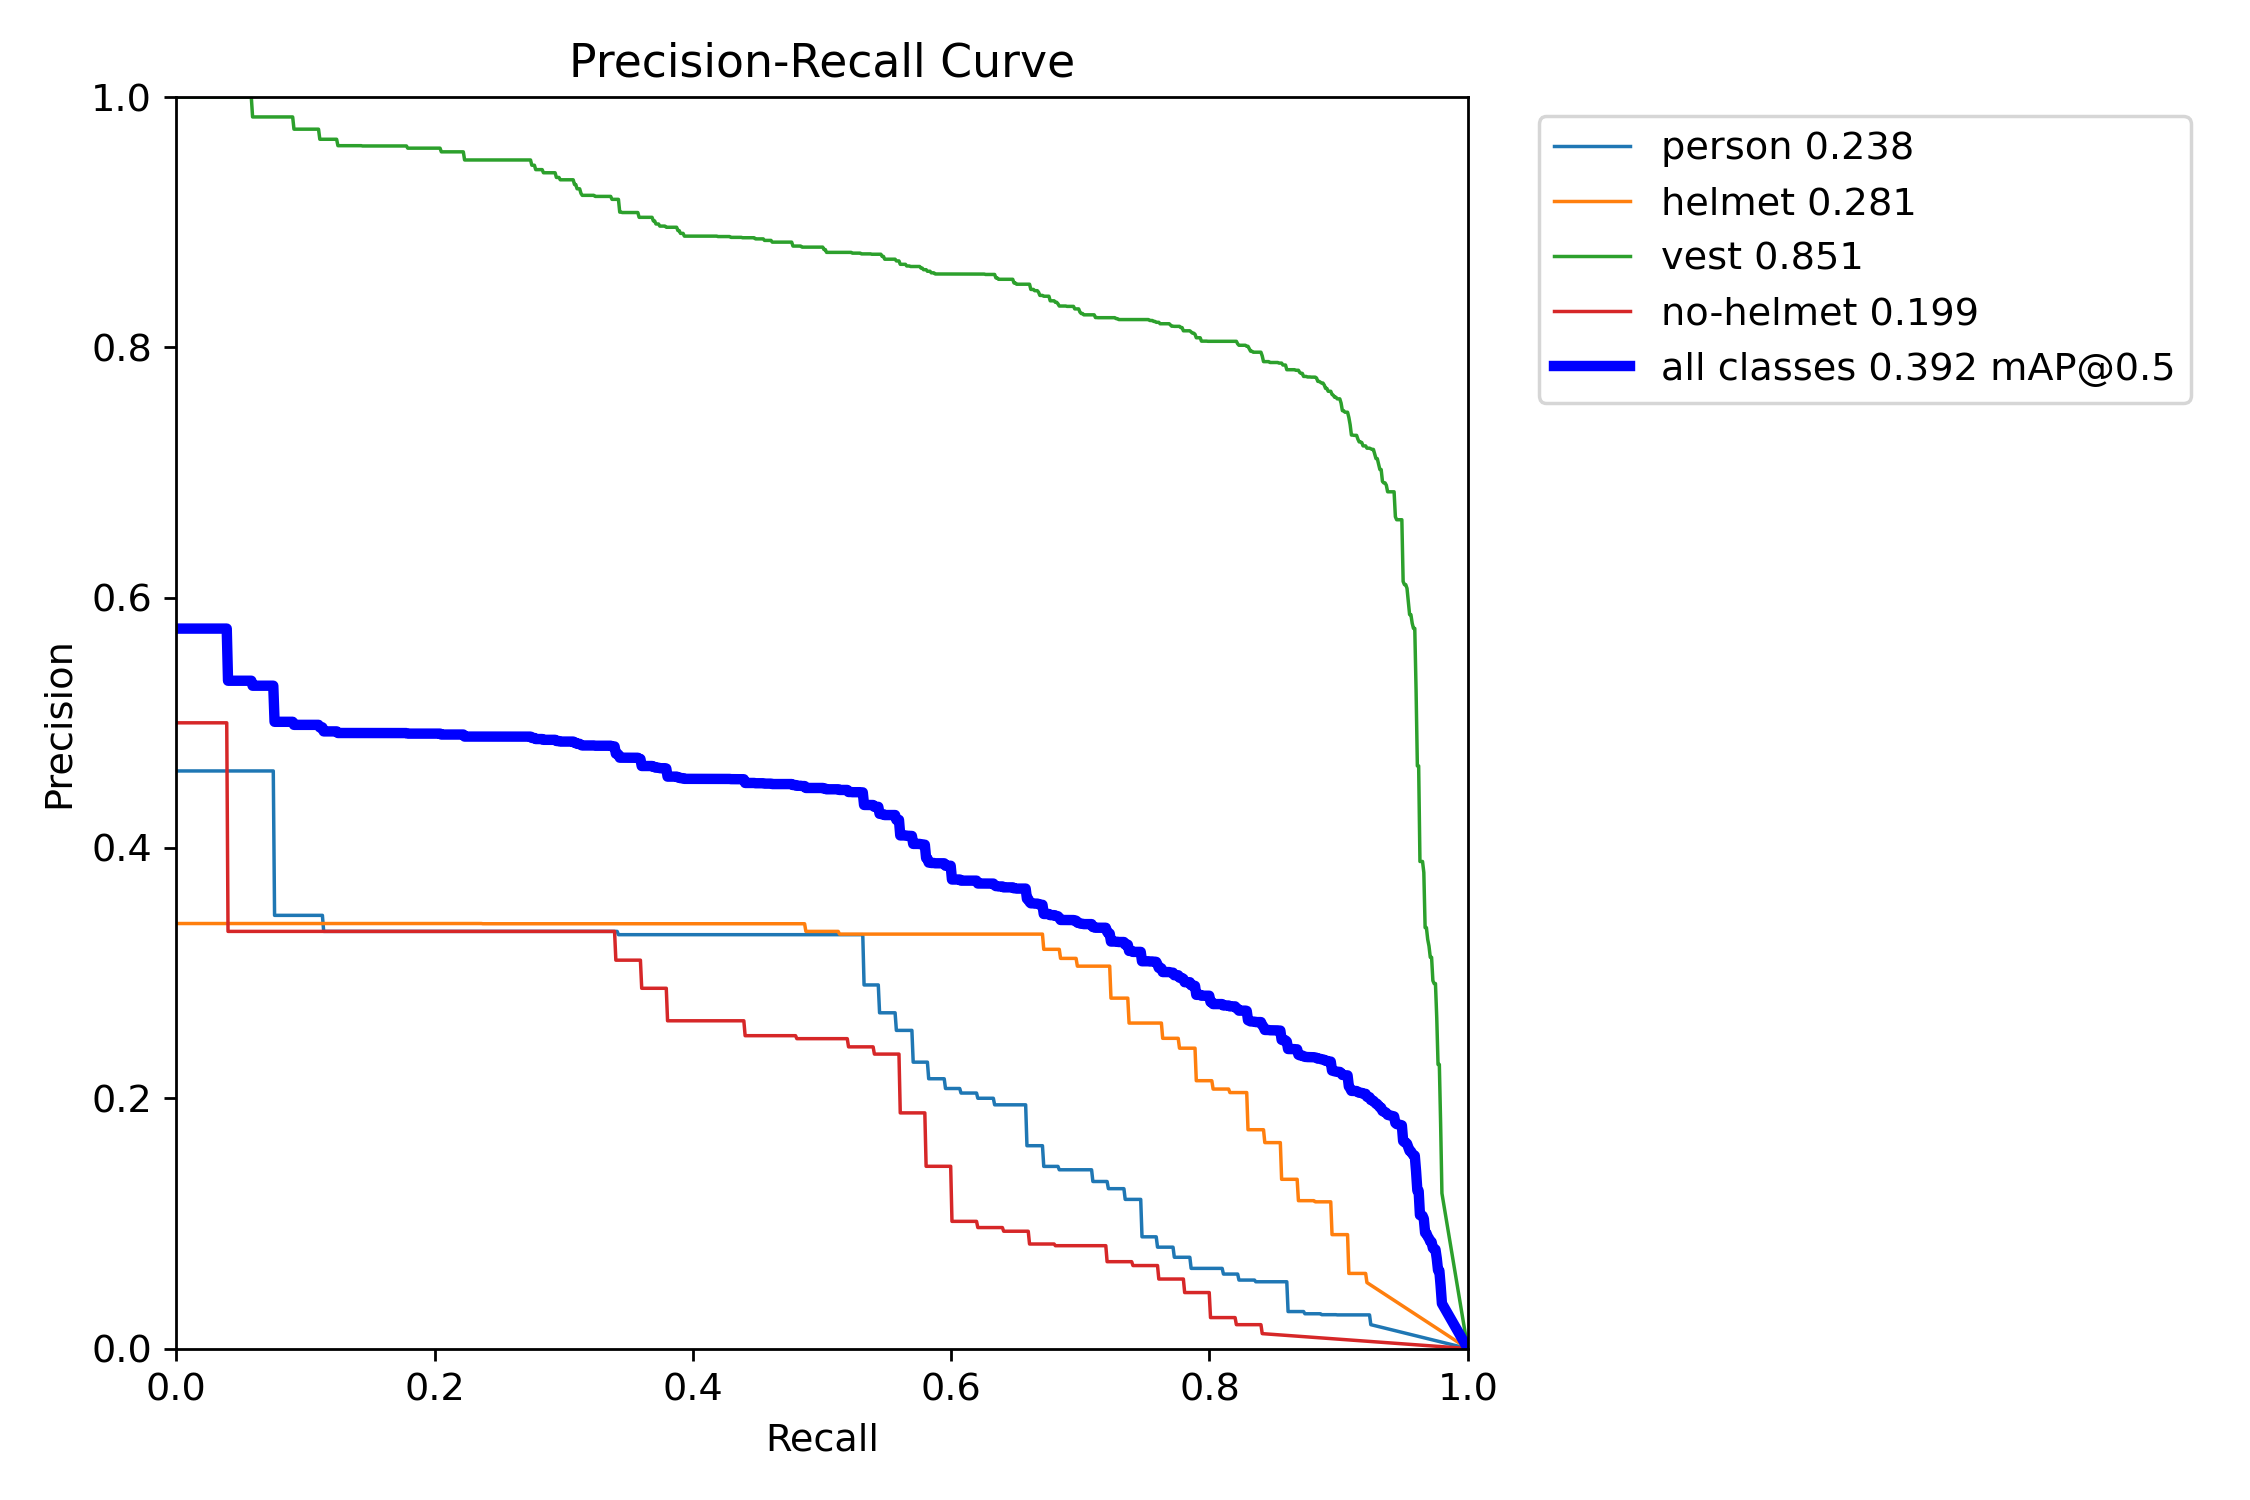 Precision-Recall Curve
1.0
0.8
0.6
0.4
0.2
0.0
Precision
0.0 0.2 0.4 0.6 0.8 1.0
Recall
person 0.238
helmet 0.281
vest 0.851
no-helmet 0.199
all classes 0.392 mAP@0.5